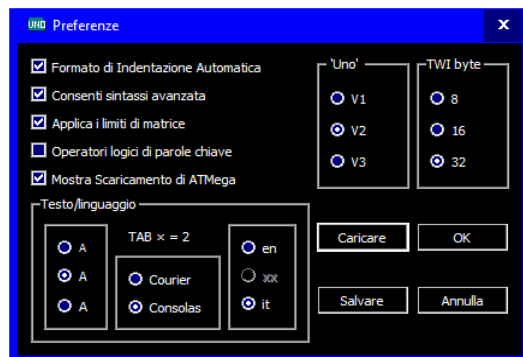 UNO Preferenze x
Formato di Indentazione Automatica
Consenti sintassi avanzata
Applica i limiti di matrice
Operatori logici di parole chiave
Mostra Scaricamento di ATMega
'Uno'
V1
V2
V3
TWI byte
8
16
32
Testo/linguaggio
A
A
A
TAB × = 2
Courier
Consolas
en
xx
it
Caricare
OK
Salvare
Annulla